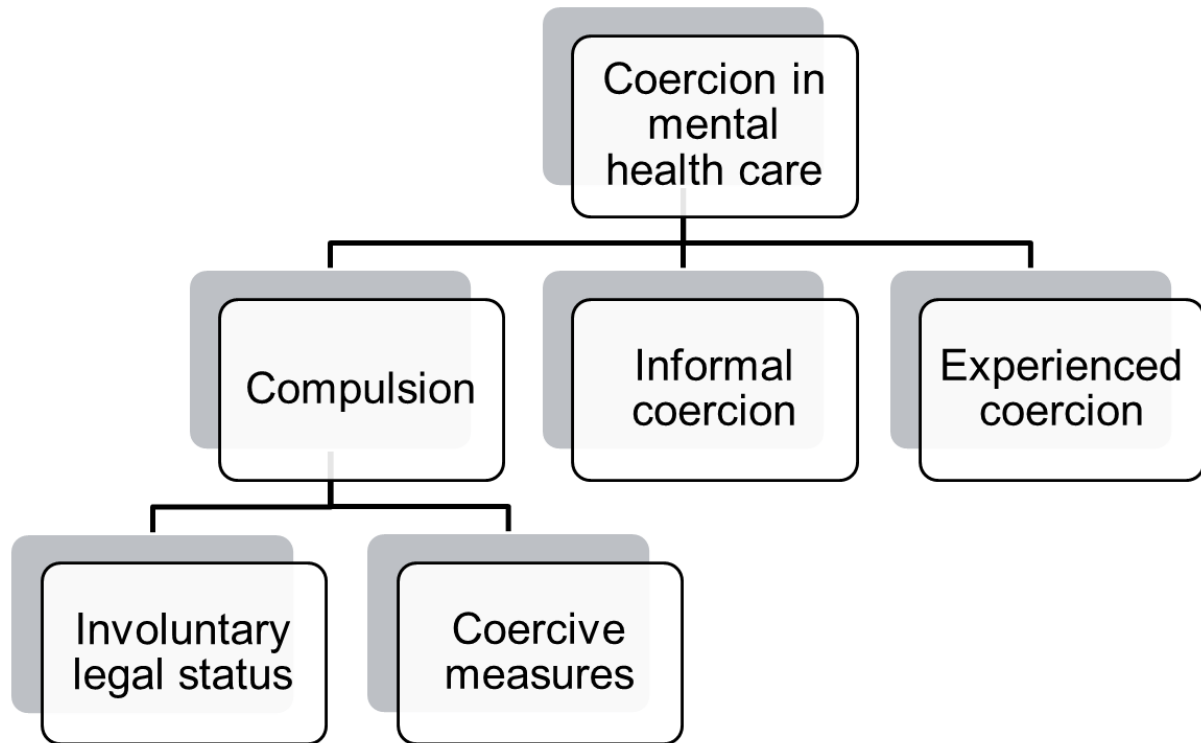 Coercion in
mental
health care
Compulsion
Informal
coercion
Experienced
coercion
Involuntary
legal status
Coercive
measures